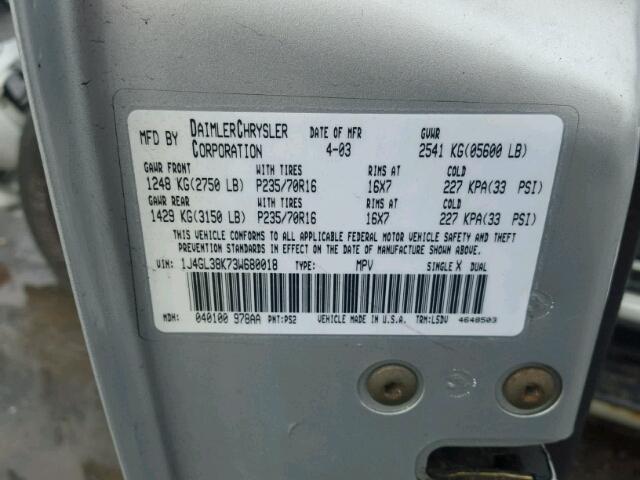 MFD BY DAIMLERCHRYSLER CORPORATION DATE OF MFR 4-03 GVWR 2541 KG(05600 LB)
GAWR FRONT WITH TIRES RIMS AT COLD
1248 KG(2750 LB) P235/70R16 16X7 227 KPA(33 PSI)
GAWR REAR WITH TIRES RIMS AT COLD
1429 KG(3150 LB) P235/70R16 16X7 227 KPA(33 PSI)
THIS VEHICLE CONFORMS TO ALL APPLICABLE FEDERAL MOTOR VEHICLE SAFETY AND THEFT
PREVENTION STANDARDS IN EFFECT ON THE DATE OF MANUFACTURE SHOWN ABOVE.
VIN: 1J4GL38K73W680018 TYPE: MPV SINGLE X DUAL
MDH: 040100 978AA PNT:PS2 VEHICLE MADE IN U.S.A. TRM:LSDV 4648503